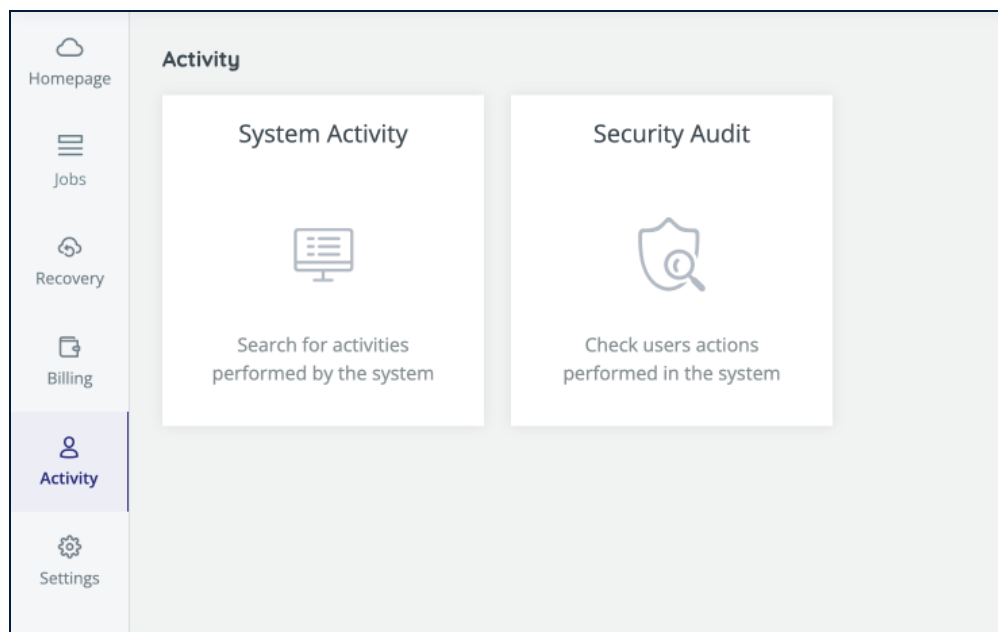 Homepage
Jobs
Recovery
Billing
Activity
Settings
Activity
System Activity
Search for activities
performed by the system
Security Audit
Check users actions
performed in the system